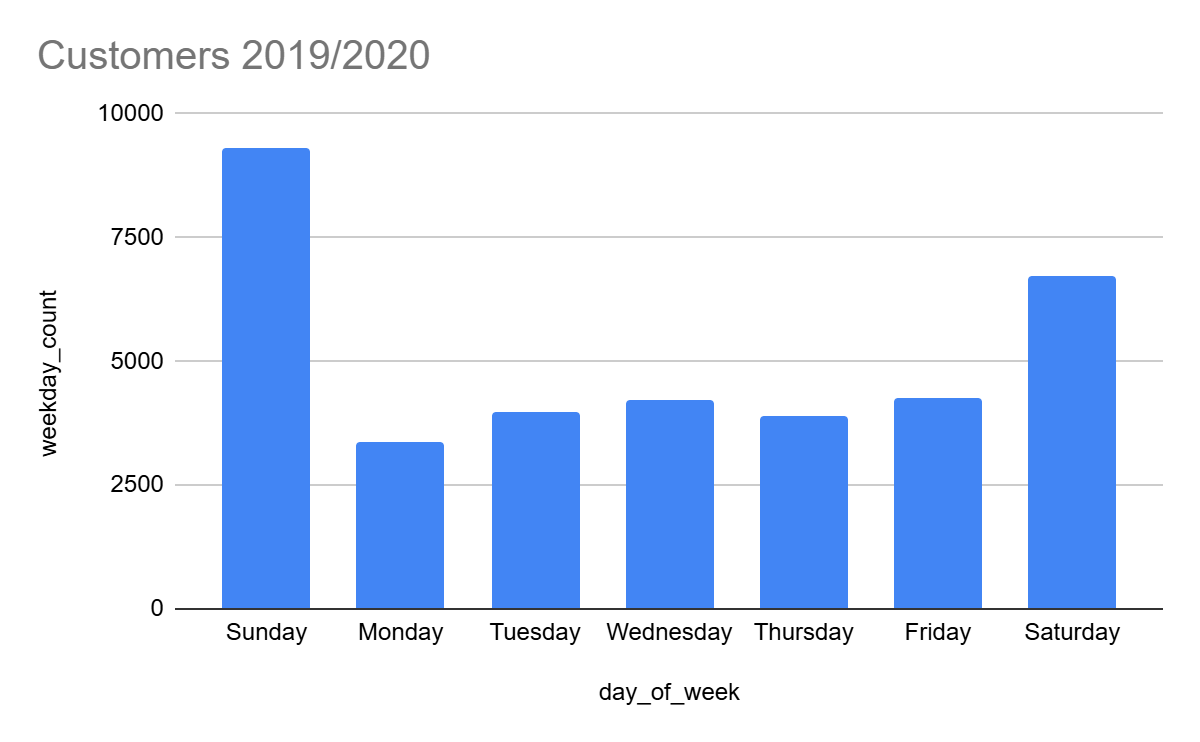 Customers 2019/2020
10000
7500
5000
2500
0
weekday_count
Sunday Monday Tuesday Wednesday Thursday Friday Saturday
day_of_week